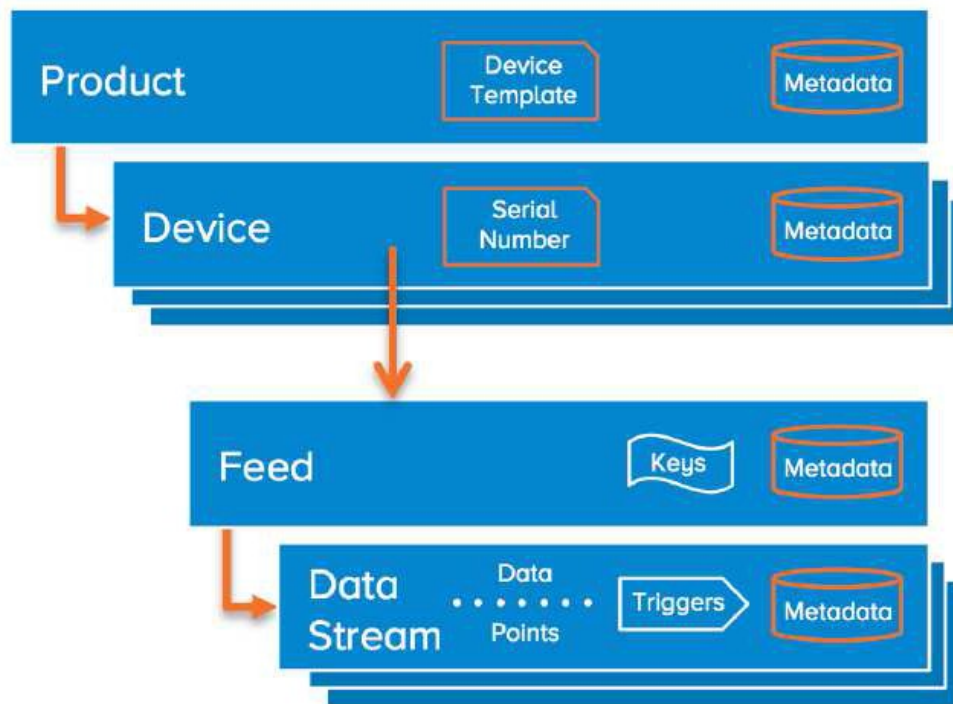 Product
Device
Template
Metadata
Device
Serial
Number
Metadata
Feed
Keys
Metadata
Data
Stream
Data
Points
Triggers
Metadata